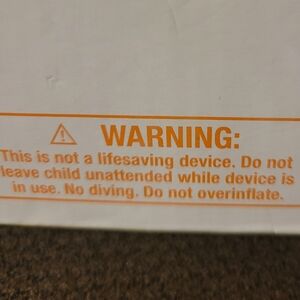 WARNING:
This is not a lifesaving device. Do not
leave child unattended while device is
in use. No diving. Do not overinflate.